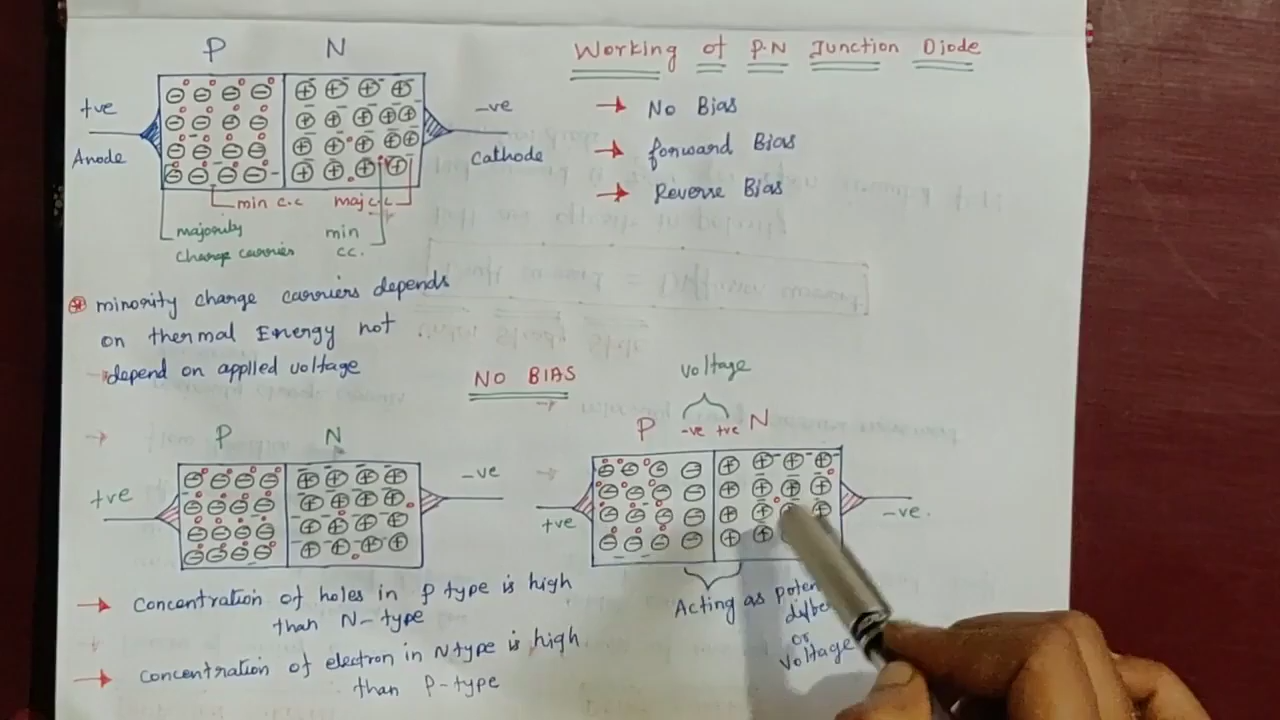 Working of P.N Junction Diode
→ No Bias
→ forward Bias
→ Reverse Bias
P N
+ve
Anode
-ve
Cathode
min c.c maj c.c
majority
charge carries
min
cc.
minority charge carriers depends
on thermal Energy not
depend on applled voltage
NO BIAS
P N
+ve -ve
voltage
P -ve +ve N
+ve -ve.
Acting as
or
voltage
→ Concentration of holes in P type is high
than N-type
→ Concentration of electron in N type is high
than P-type